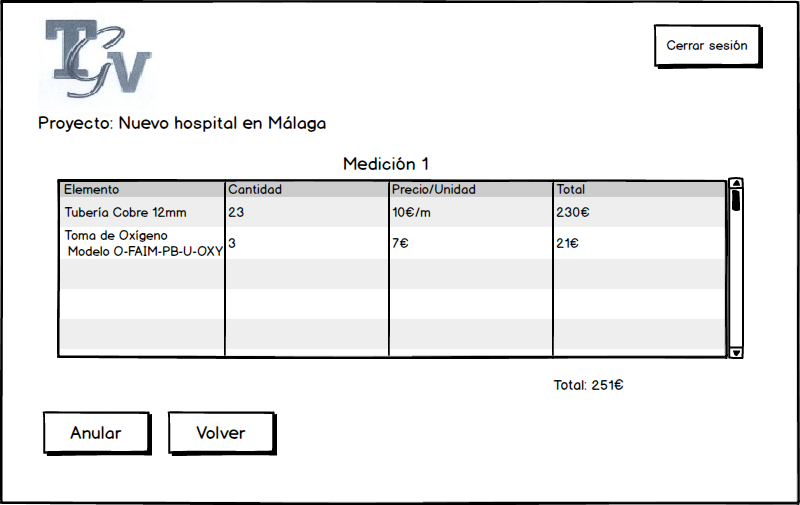 TGV
Cerrar sesión
Proyecto: Nuevo hospital en Málaga
Medición 1
Elemento Cantidad Precio/Unidad Total
Tubería Cobre 12mm 23 10€/m 230€
Toma de Oxígeno
Modelo O-FAIM-PB-U-OXY 3 7€ 21€
Total: 251€
Anular Volver